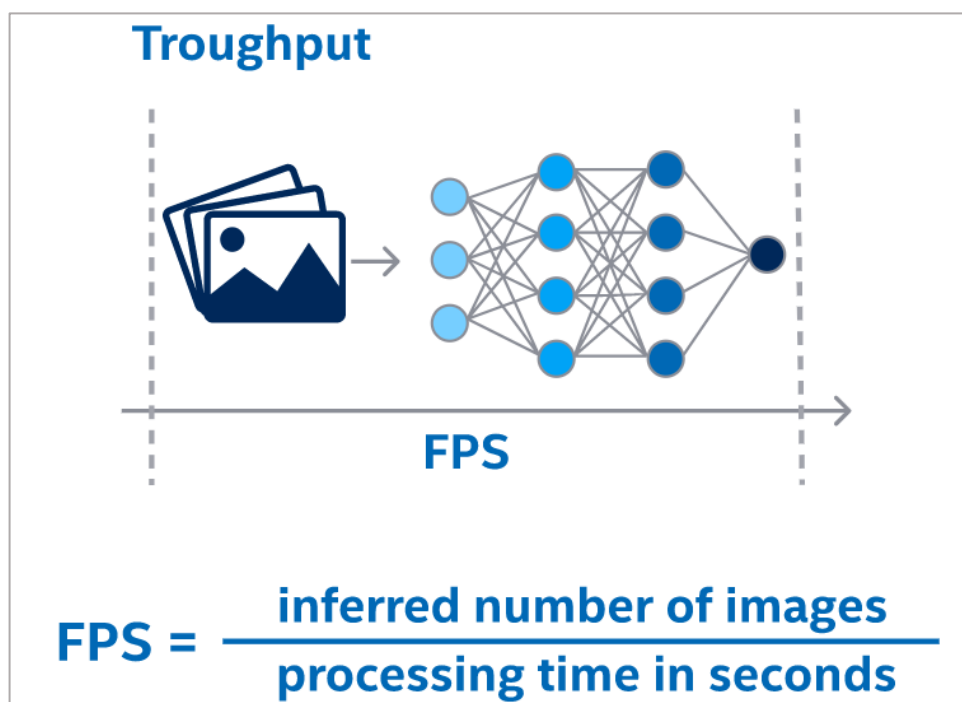 Troughput
FPS
FPS =
inferred number of images
processing time in seconds